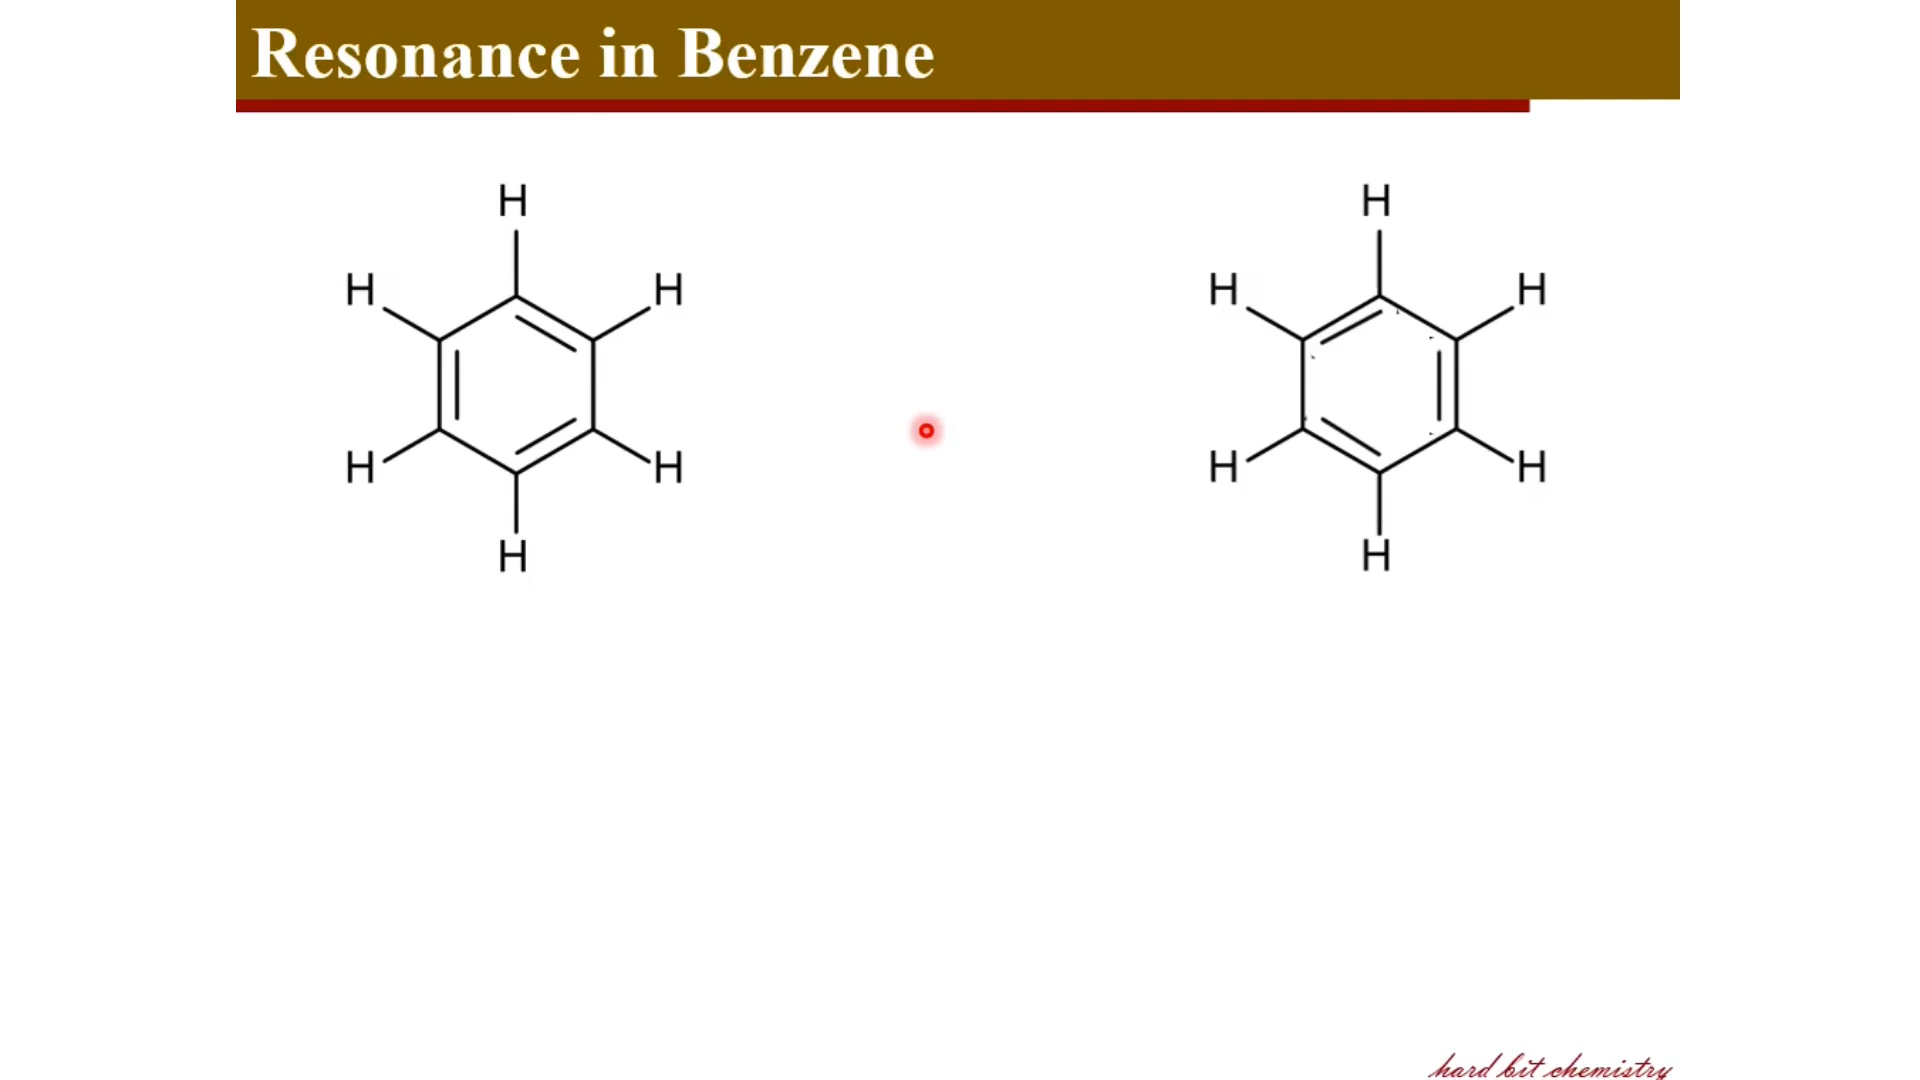 Resonance in Benzene
H H
H H H H
H H H H
H H
hard bit chemistry